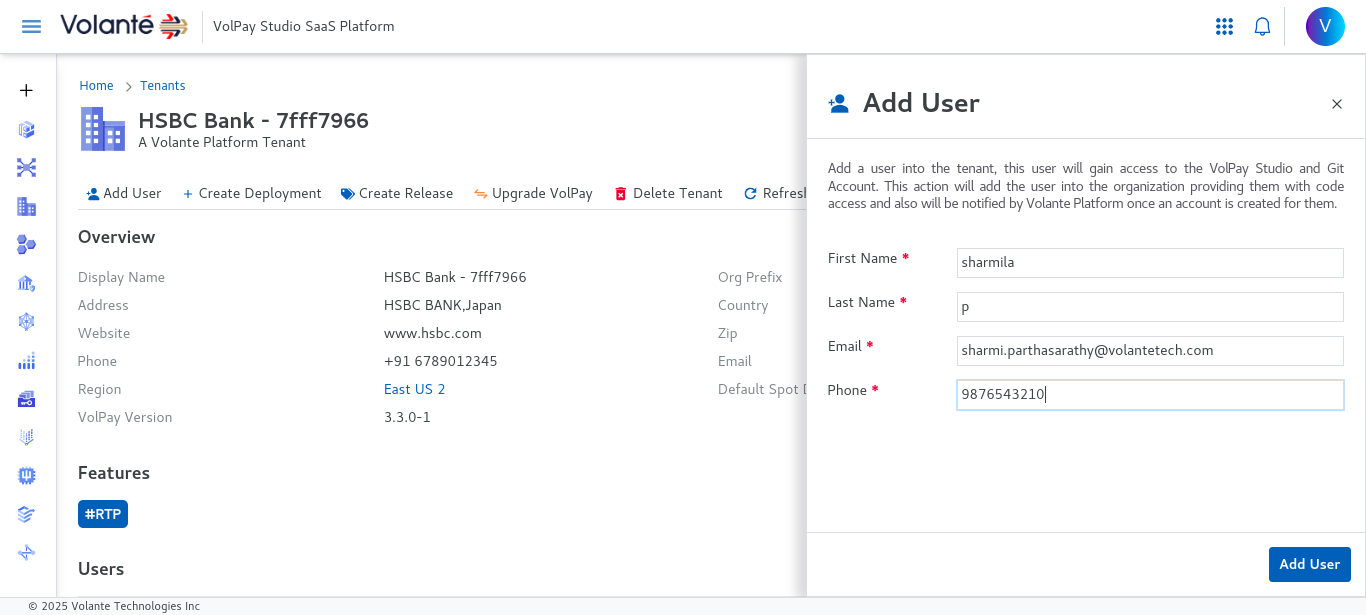 Volanté
VolPay Studio SaaS Platform
V
Home
Tenants
HSBC Bank - 7fff7966
A Volante Platform Tenant
Add User
Create Deployment
Create Release
Upgrade VolPay
Delete Tenant
Overview
Display Name HSBC Bank - 7fff7966 Org Prefix
Address HSBC BANK,Japan Country
Website www.hsbc.com Zip
Phone +91 6789012345 Email
Region East US 2 Default Spot
VolPay Version 3.3.0-1
Features
#RTP
Users
Add User
Add a user into the tenant, this user will gain access to the VolPay Studio and Git
Account. This action will add the user into the organization providing them with code
access and also will be notified by Volante Platform once an account is created for them.
First Name * sharmila
Last Name * p
Email * sharmi.parthasarathy@volantetech.com
Phone * 9876543210
Add User
© 2025 Volante Technologies Inc